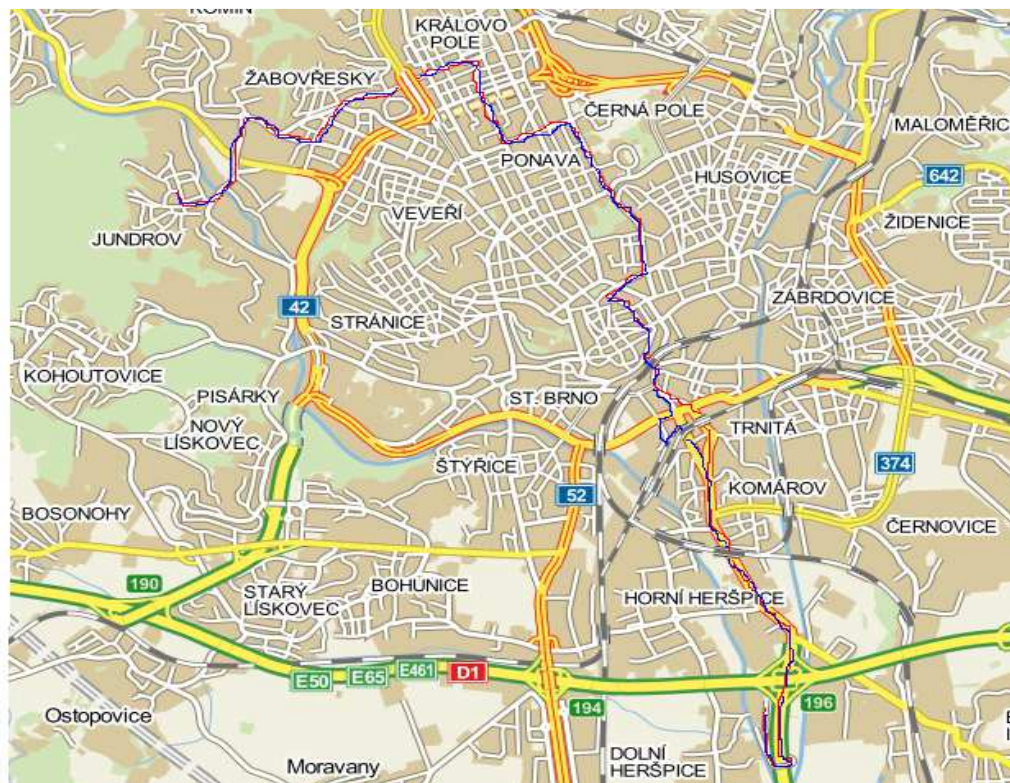 KRÁLOVO
POLE
ŽABOVŘESKY
ČERNÁ POLE
MALOMĚŘIC
PONAVA
HUSOVICE
642
VEVEŘÍ
ŽIDENICE
JUNDROV
42
ZÁBRDOVICE
STRÁNICE
KOHOUTOVICE
PISÁRKY
ST. BRNO
NOVÝ
LÍSKOVEC
TRNITÁ
ŠTÝŘICE
374
52
KOMÁROV
BOSONOHY
ČERNOVICE
190
BOHUNICE
STARÝ
LÍSKOVEC
HORNÍ HERŠPICE
E50
E65
E461
D1
194
196
Ostopovice
DOLNÍ
HERŠPICE
Moravany